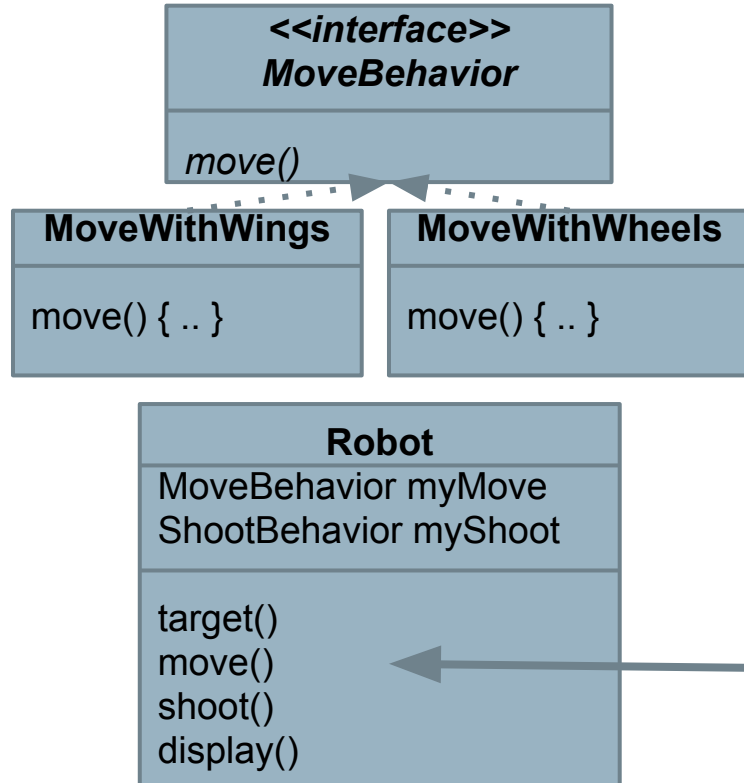 <<interface>>
MoveBehavior
move()
MoveWithWings
move() { .. }
MoveWithWheels
move() { .. }
Robot
MoveBehavior myMove
ShootBehavior myShoot
target()
move()
shoot()
display()